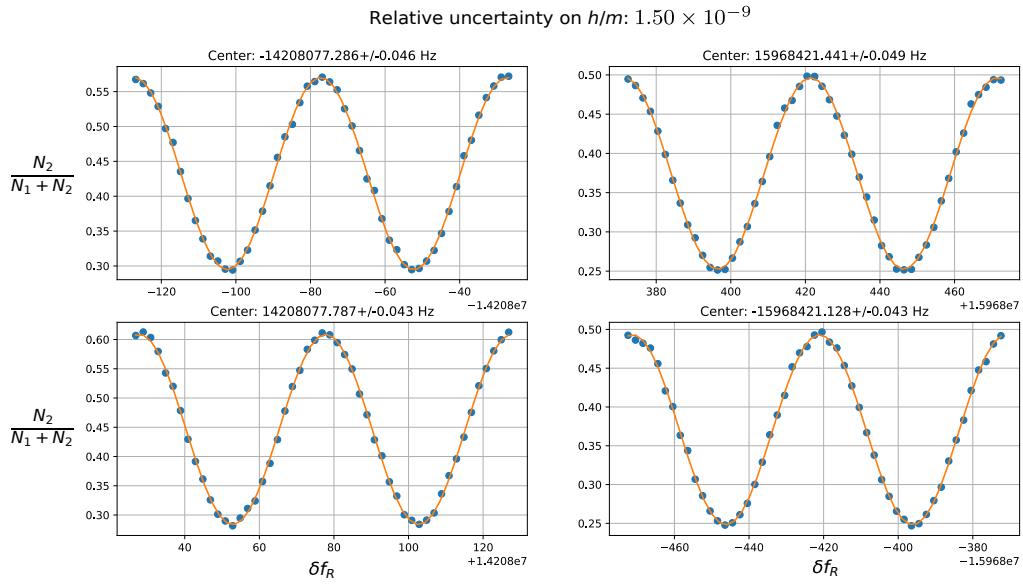 Relative uncertainty on h/m: 1.50 × 10⁻⁹
Center: -14208077.286+/-0.046 Hz
Center: 15968421.441+/-0.049 Hz
0.55
0.50
0.45
0.40
0.35
0.30
N₂
N₁ + N₂
−120 −100 −80 −60 −40
−1.4208e7
0.50
0.45
0.40
0.35
0.30
0.25
380 400 420 440 460
+1.5968e7
Center: 14208077.787+/-0.043 Hz
Center: -15968421.128+/-0.043 Hz
0.60
0.55
0.50
0.45
0.40
0.35
0.30
N₂
N₁ + N₂
40 60 80 100 120
+1.4208e7
δf_R
0.50
0.45
0.40
0.35
0.30
0.25
−460 −440 −420 −400 −380
−1.5968e7
δf_R